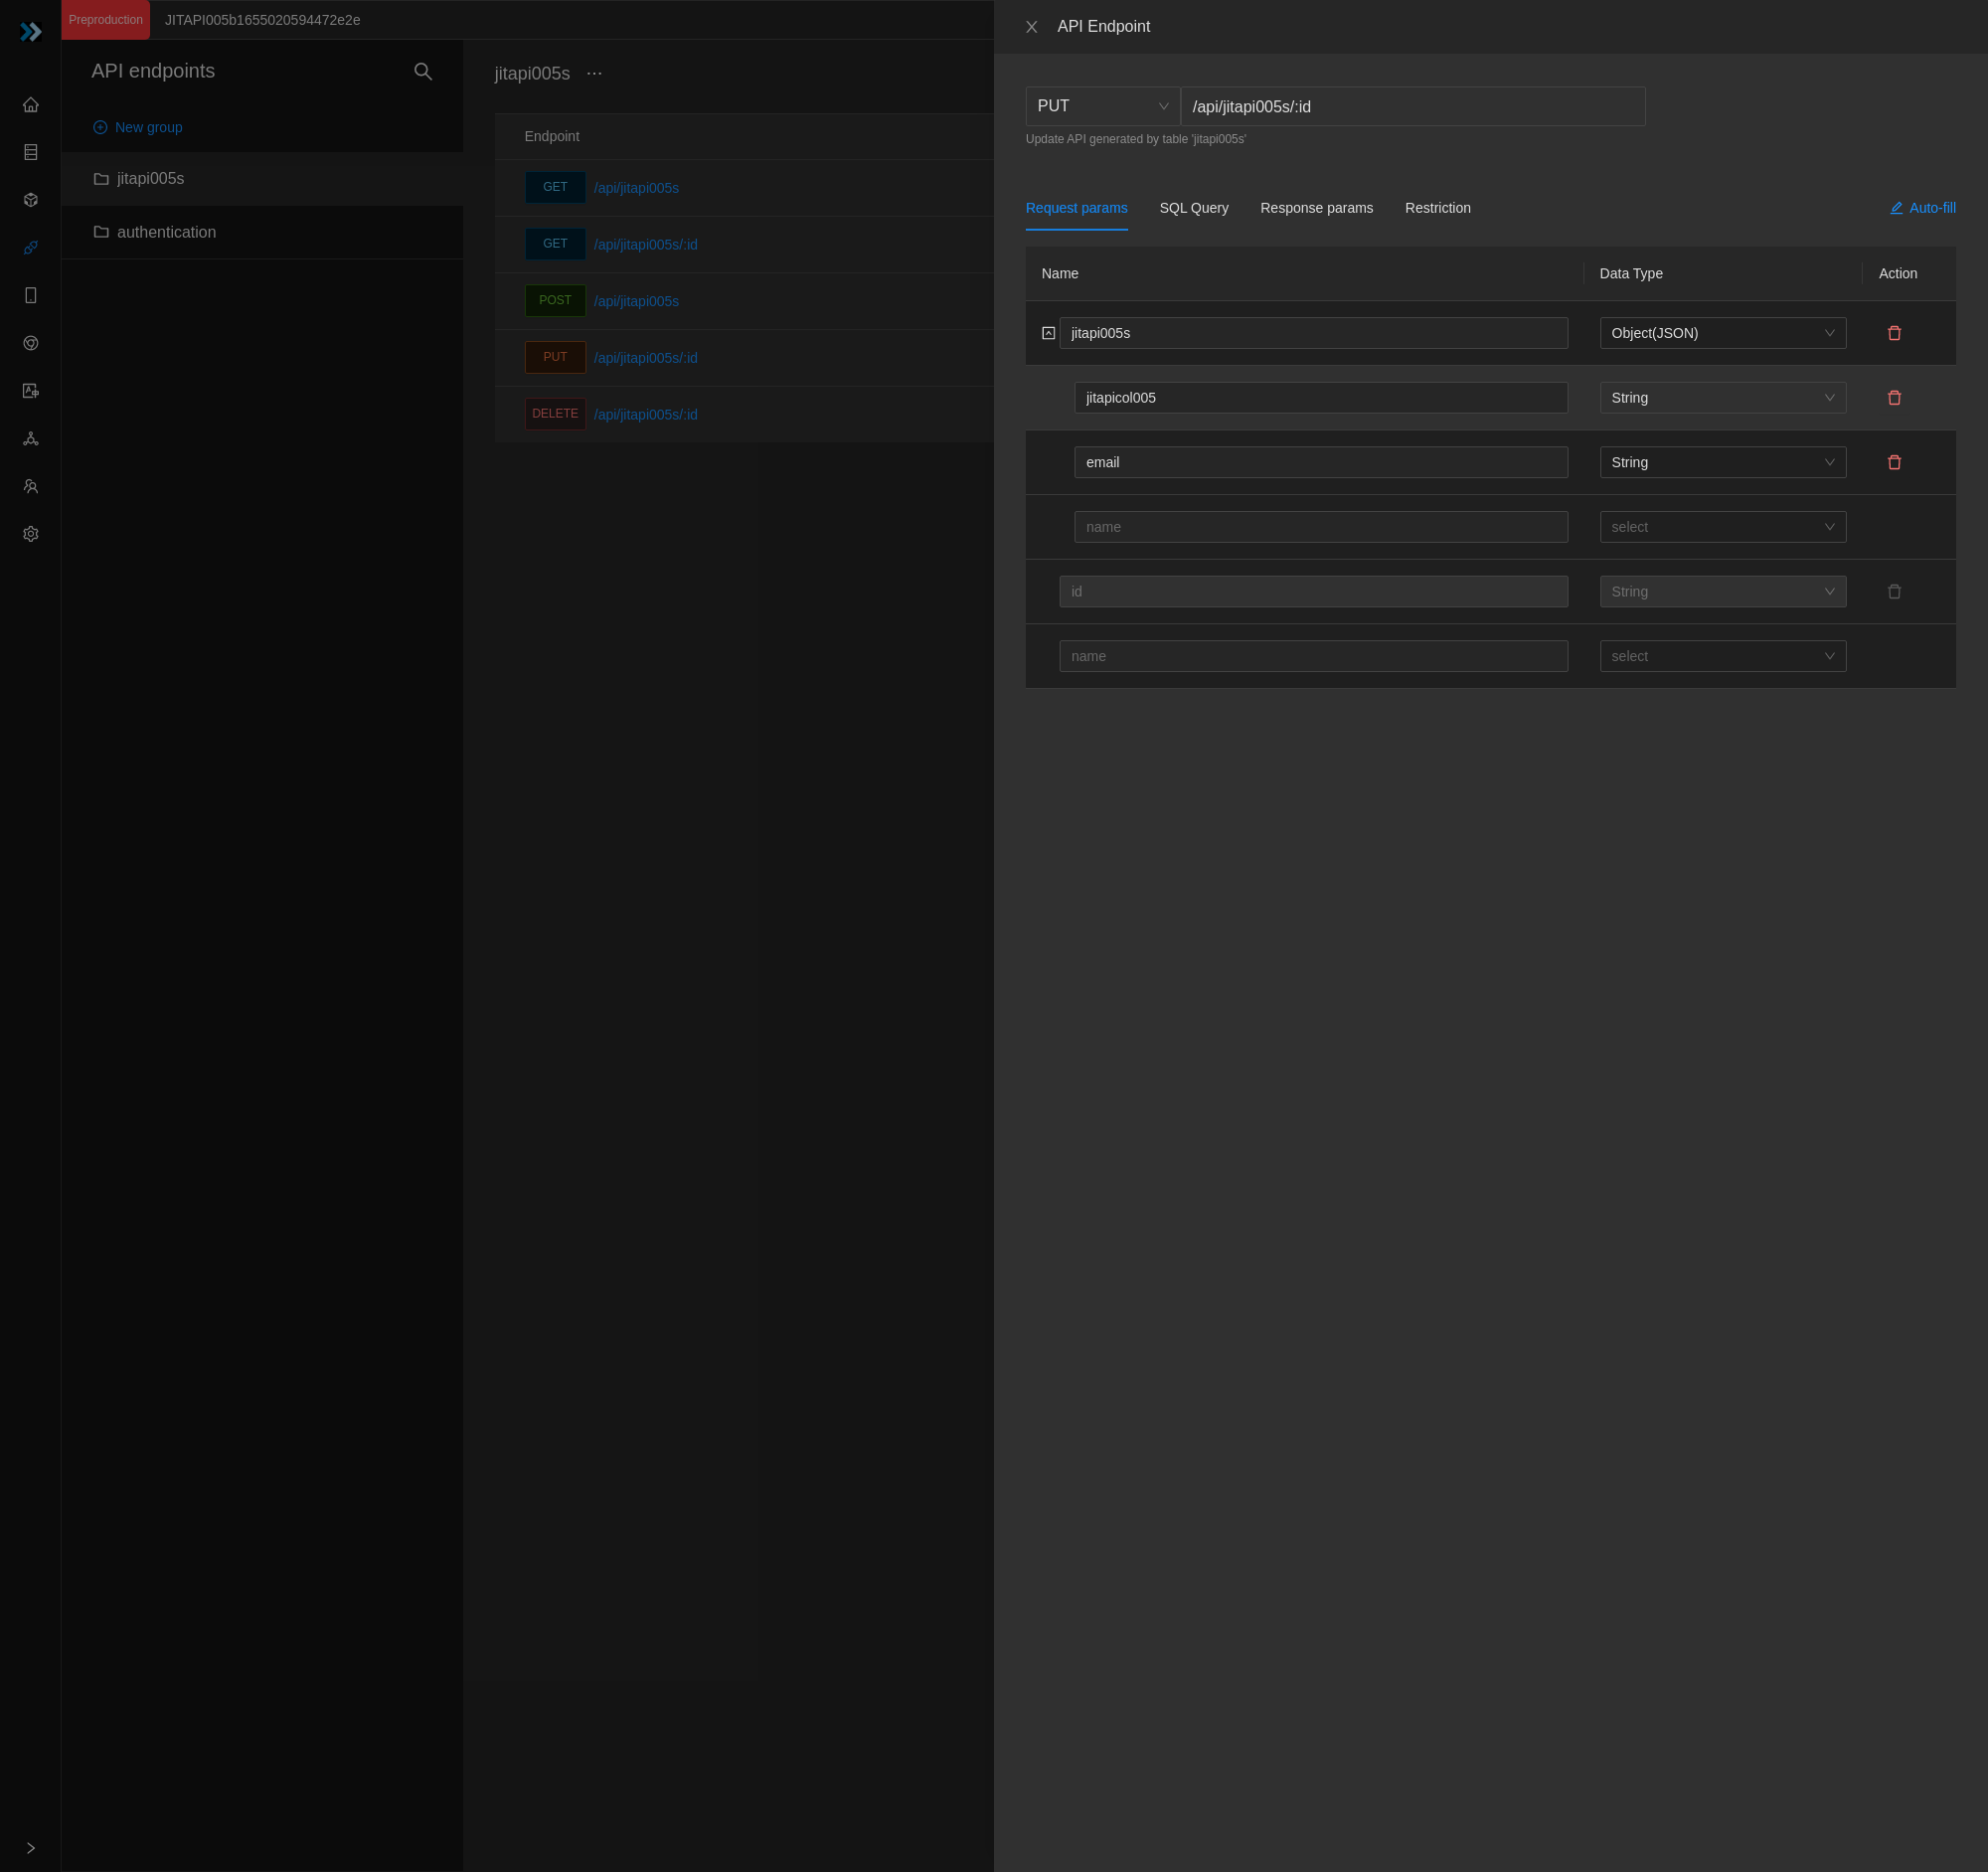 Preproduction
JITAPI005b1655020594472e2e
API endpoints
New group
jitapi005s
authentication
jitapi005s ···
Endpoint
GET /api/jitapi005s
GET /api/jitapi005s/:id
POST /api/jitapi005s
PUT /api/jitapi005s/:id
DELETE /api/jitapi005s/:id
API Endpoint
PUT /api/jitapi005s/:id
Update API generated by table 'jitapi005s'
Request params SQL Query Response params Restriction Auto-fill
Name Data Type Action
jitapi005s Object(JSON)
jitapicol005 String
email String
name select
id String
name select